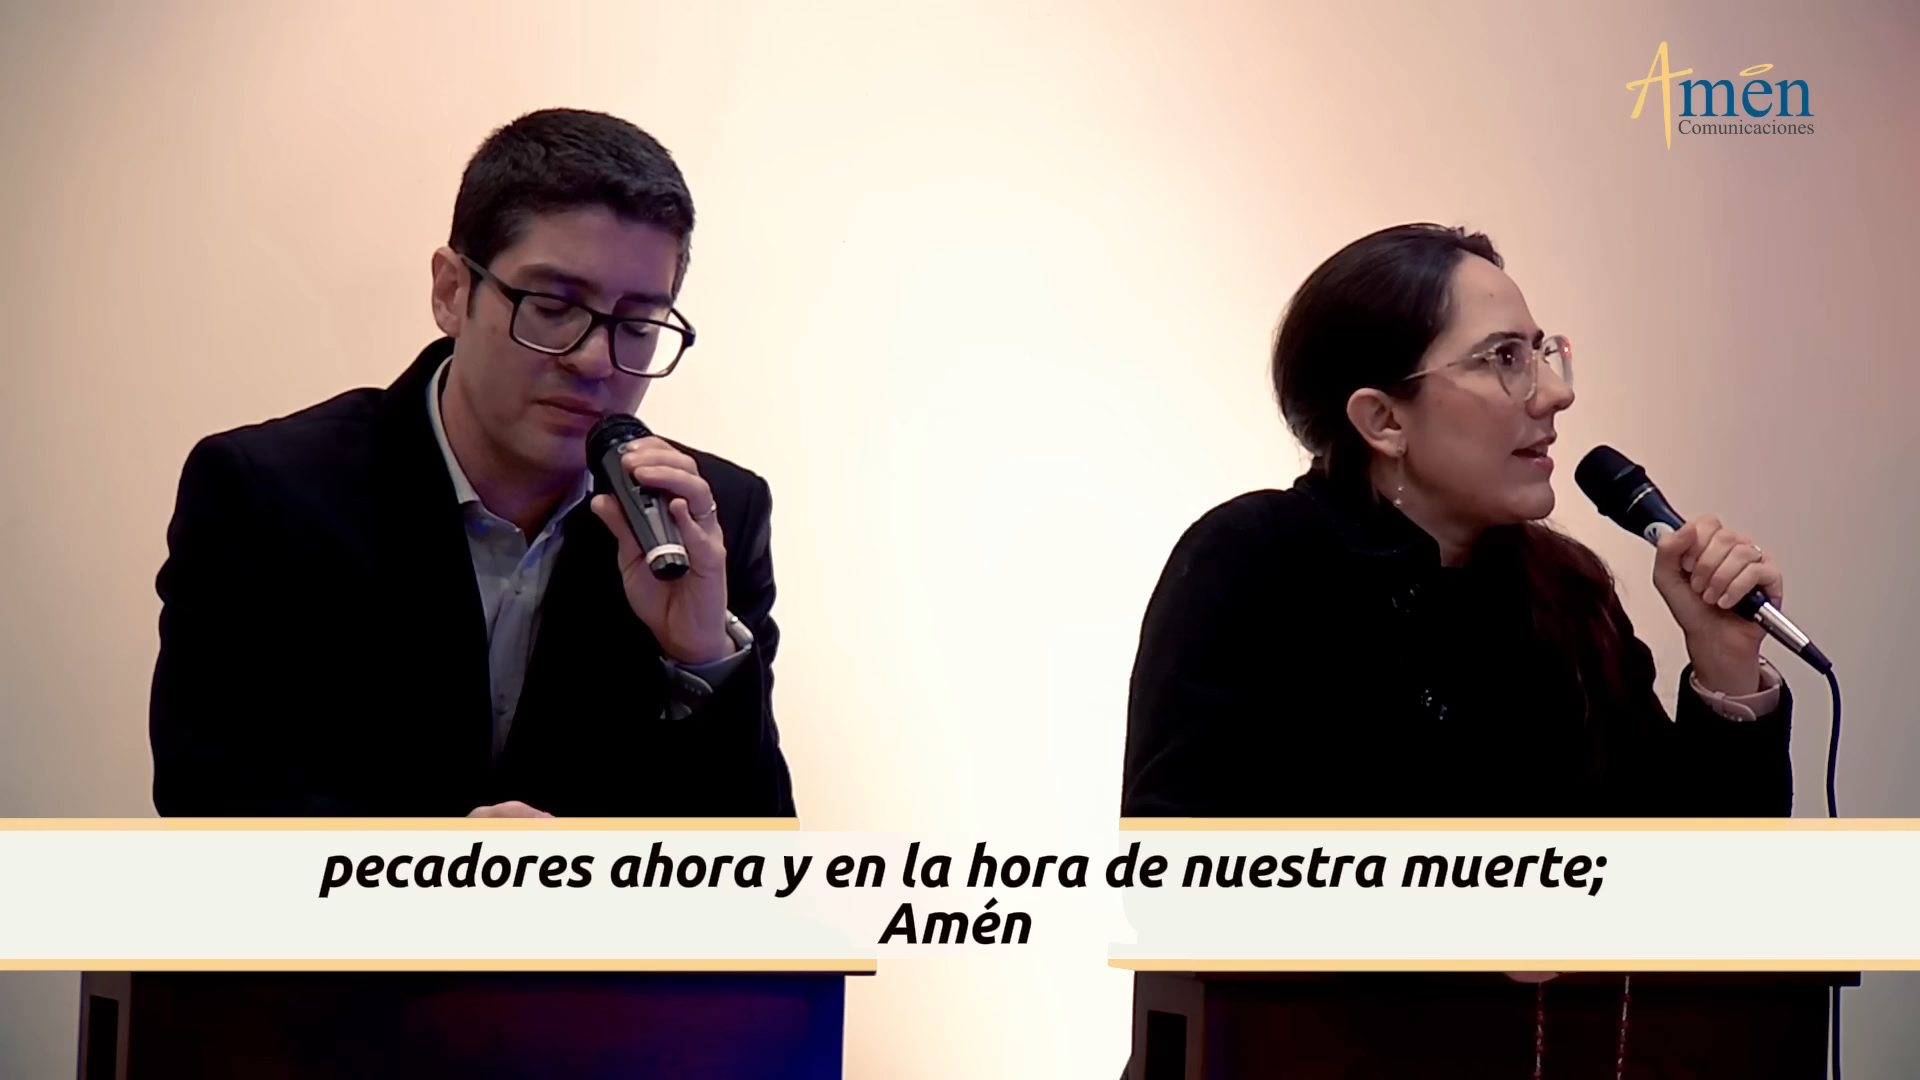 Amén
Comunicaciones
pecadores ahora y en la hora de nuestra muerte;
Amén